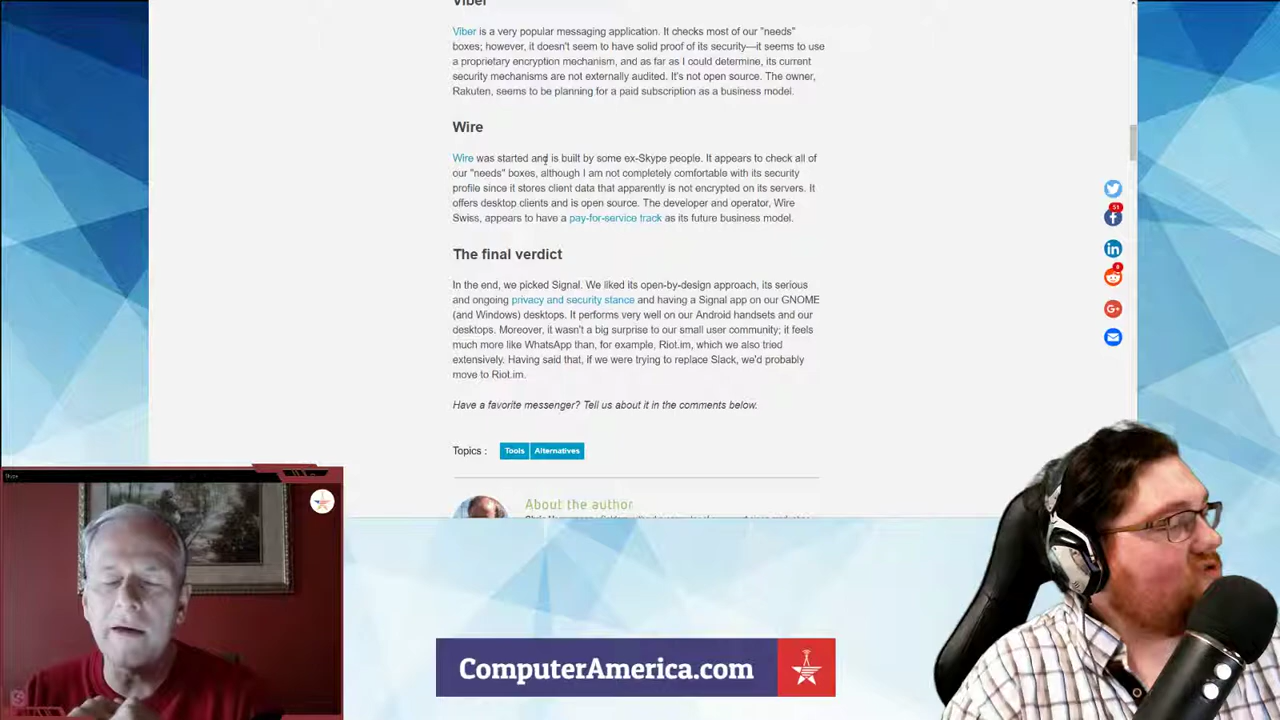 Viber
Viber is a very popular messaging application. It checks most of our "needs"
boxes; however, it doesn't seem to have solid proof of its security—it seems to use
a proprietary encryption mechanism, and as far as I could determine, its current
security mechanisms are not externally audited. It's not open source. The owner,
Rakuten, seems to be planning for a paid subscription as a business model.
Wire
Wire was started and is built by some ex-Skype people. It appears to check all of
our "needs" boxes, although I am not completely comfortable with its security
profile since it stores client data that apparently is not encrypted on its servers. It
offers desktop clients and is open source. The developer and operator, Wire
Swiss, appears to have a pay-for-service track as its future business model.
The final verdict
In the end, we picked Signal. We liked its open-by-design approach, its serious
and ongoing privacy and security stance and having a Signal app on our GNOME
(and Windows) desktops. It performs very well on our Android handsets and our
desktops. Moreover, it wasn't a big surprise to our small user community; it feels
much more like WhatsApp than, for example, Riot.im, which we also tried
extensively. Having said that, if we were trying to replace Slack, we'd probably
move to Riot.im.
Have a favorite messenger? Tell us about it in the comments below.
Topics : Tools Alternatives
About the author
51
in
G+
Skype
ComputerAmerica.com